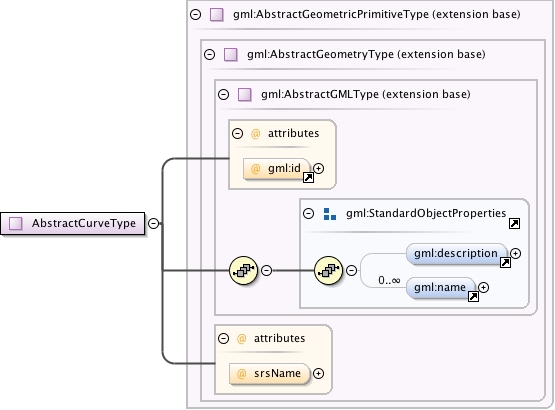 gml:AbstractGeometricPrimitiveType (extension base)
gml:AbstractGeometryType (extension base)
gml:AbstractGMLType (extension base)
@ attributes
@ gml:id
AbstractCurveType
gml:StandardObjectProperties
gml:description
0..∞
gml:name
@ attributes
@ srsName